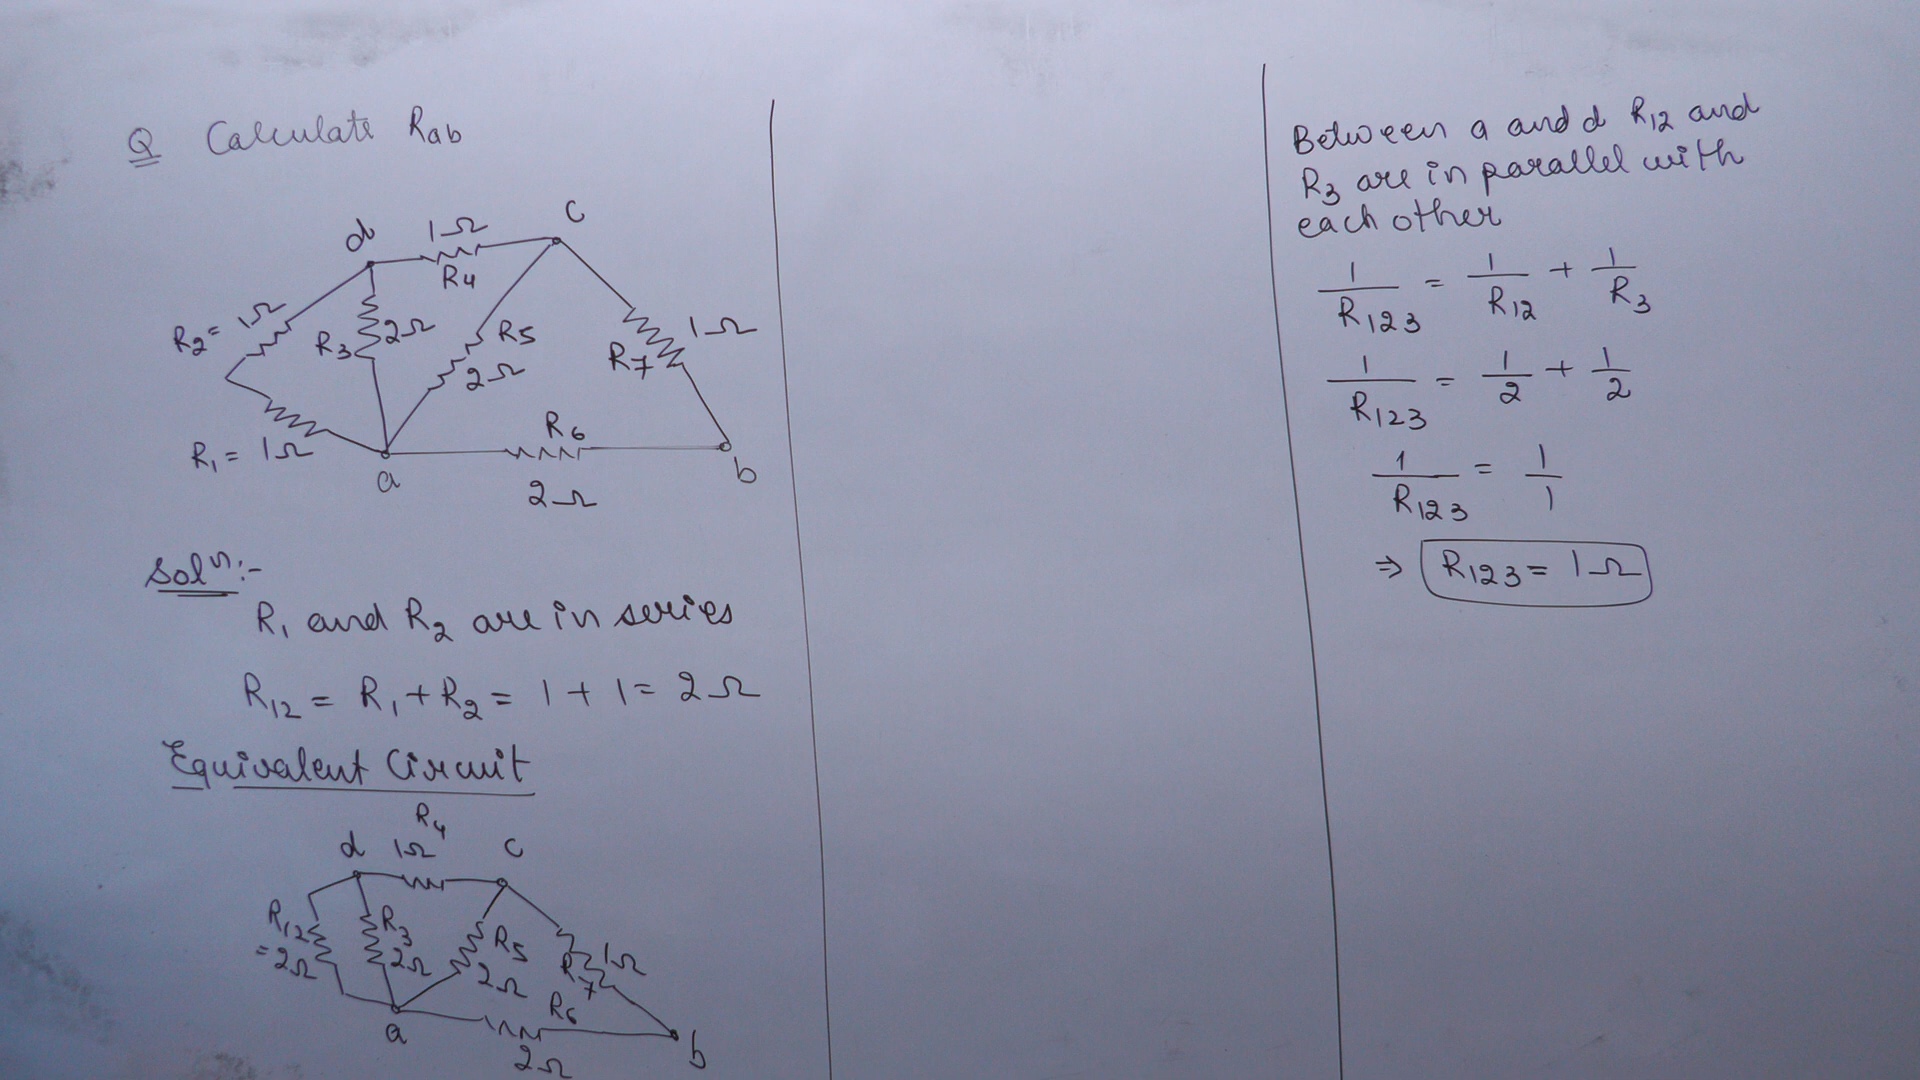 Q Calculate Rab
d
1Ω
c
R4
R2= 1Ω
R3 2Ω
R5
2Ω
R7
1Ω
R1 = 1Ω
a
R6
2Ω
b
Solⁿ:-
R1 and R2 are in series
R12 = R1 + R2 = 1 + 1 = 2Ω
Equivalent Circuit
R4
d 1Ω c
R12
=2Ω
R3
2Ω
R5
2Ω
R7
1Ω
a
R6
2Ω
b
Between a and d R12 and
R3 are in parallel with
each other
1/R123 = 1/R12 + 1/R3
1/R123 = 1/2 + 1/2
1/R123 = 1/1
⇒ R123 = 1Ω